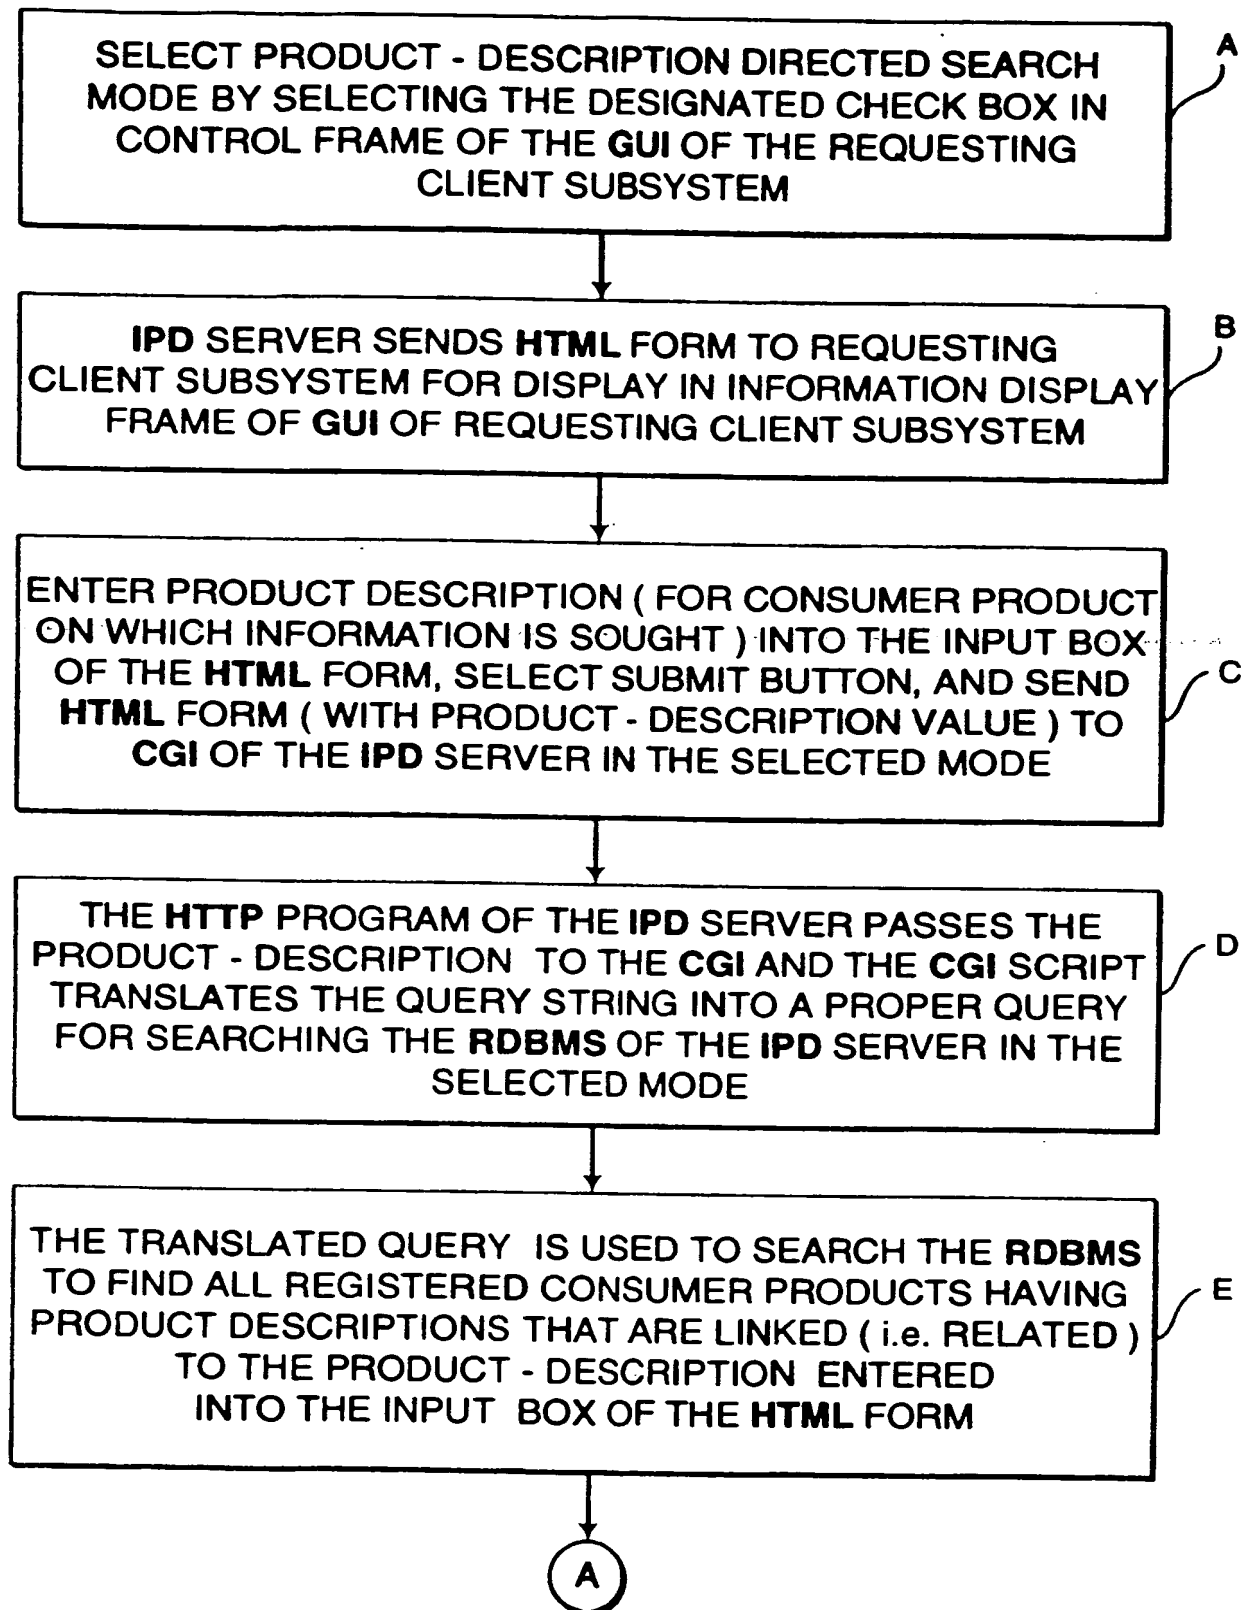 SELECT PRODUCT - DESCRIPTION DIRECTED SEARCH
MODE BY SELECTING THE DESIGNATED CHECK BOX IN
CONTROL FRAME OF THE GUI OF THE REQUESTING
CLIENT SUBSYSTEM
A
IPD SERVER SENDS HTML FORM TO REQUESTING
CLIENT SUBSYSTEM FOR DISPLAY IN INFORMATION DISPLAY
FRAME OF GUI OF REQUESTING CLIENT SUBSYSTEM
B
ENTER PRODUCT DESCRIPTION ( FOR CONSUMER PRODUCT
ON WHICH INFORMATION IS SOUGHT ) INTO THE INPUT BOX
OF THE HTML FORM, SELECT SUBMIT BUTTON, AND SEND
HTML FORM ( WITH PRODUCT - DESCRIPTION VALUE ) TO
CGI OF THE IPD SERVER IN THE SELECTED MODE
C
THE HTTP PROGRAM OF THE IPD SERVER PASSES THE
PRODUCT - DESCRIPTION TO THE CGI AND THE CGI SCRIPT
TRANSLATES THE QUERY STRING INTO A PROPER QUERY
FOR SEARCHING THE RDBMS OF THE IPD SERVER IN THE
SELECTED MODE
D
THE TRANSLATED QUERY IS USED TO SEARCH THE RDBMS
TO FIND ALL REGISTERED CONSUMER PRODUCTS HAVING
PRODUCT DESCRIPTIONS THAT ARE LINKED ( i.e. RELATED )
TO THE PRODUCT - DESCRIPTION ENTERED
INTO THE INPUT BOX OF THE HTML FORM
E
A